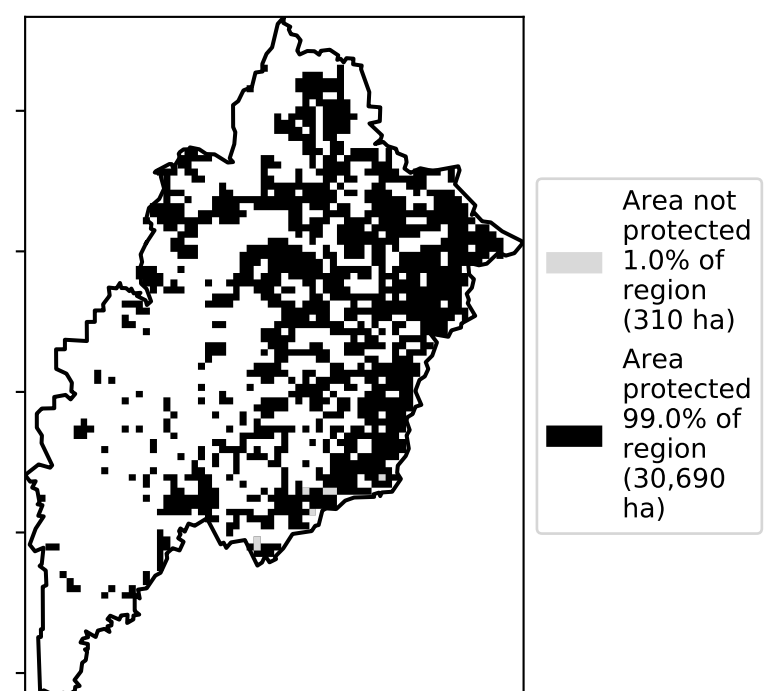 Area not
protected
1.0% of
region
(310 ha)
Area
protected
99.0% of
region
(30,690
ha)